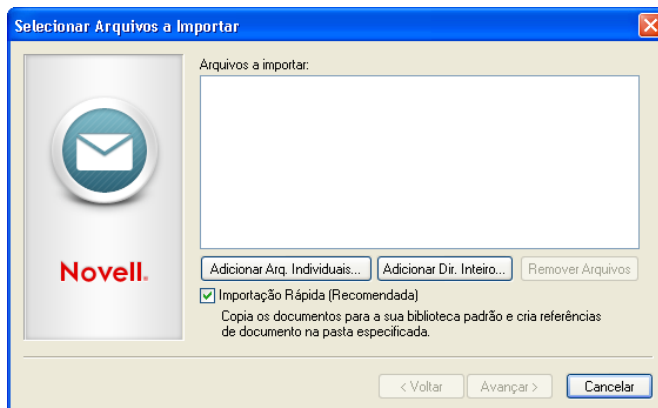 Selecionar Arquivos a Importar
Arquivos a importar:
Novell.
Adicionar Arq. Individuais...
Adicionar Dir. Inteiro...
Remover Arquivos
Importação Rápida (Recomendada)
Copia os documentos para a sua biblioteca padrão e cria referências
de documento na pasta especificada.
< Voltar
Avançar >
Cancelar